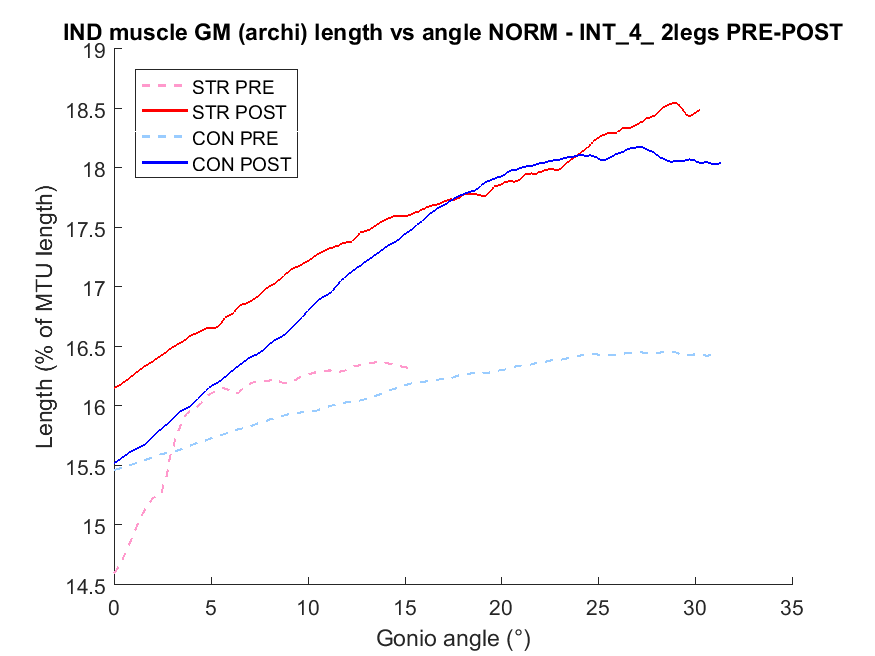 IND muscle GM (archi) length vs angle NORM - INT_4_ 2legs PRE-POST
19
18.5
18
17.5
17
16.5
16
15.5
15
14.5
Length (% of MTU length)
STR PRE
STR POST
CON PRE
CON POST
0 5 10 15 20 25 30 35
Gonio angle (°)